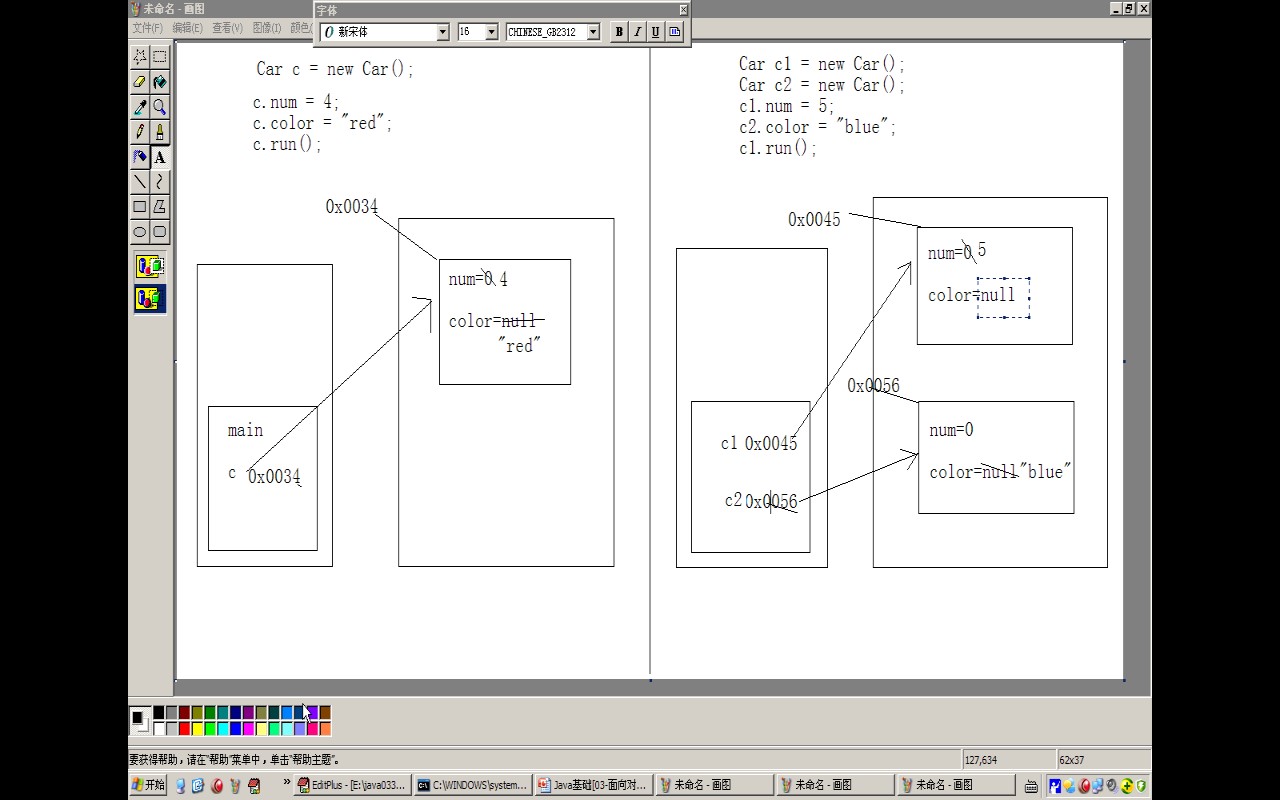 未命名 - 画图
字体
文件(F) 编辑(E) 查看(V) 图像(I) 颜色(
新宋体
16
CHINESE_GB2312
B I U
A
Car c = new Car();
c.num = 4;
c.color = "red";
c.run();
0x0034
num=0 4
color=null
"red"
main
c 0x0034
Car c1 = new Car();
Car c2 = new Car();
c1.num = 5;
c2.color = "blue";
c1.run();
0x0045
num=0 5
color=null
0x0056
num=0
color=null"blue"
c1 0x0045
c2 0x0056
要获得帮助，请在"帮助"菜单中，单击"帮助主题"。
127,634
62x37
开始
EditPlus - [E:\java033...
C:\WINDOWS\system...
Java基础[03-面向对...
未命名 - 画图
未命名 - 画图
未命名 - 画图